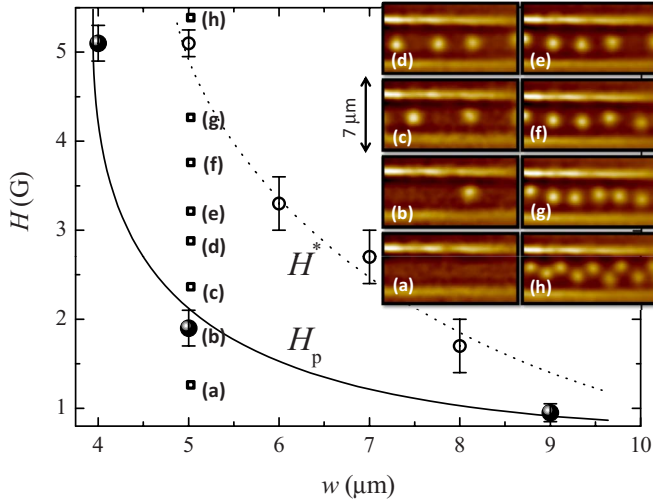 H (G)
5
4
3
2
1
4
5
6
7
8
9
10
w (μm)
(h)
(g)
(f)
(e)
(d)
(c)
(b)
(a)
H*
Hp
7 μm
(d)
(e)
(c)
(f)
(b)
(g)
(a)
(h)